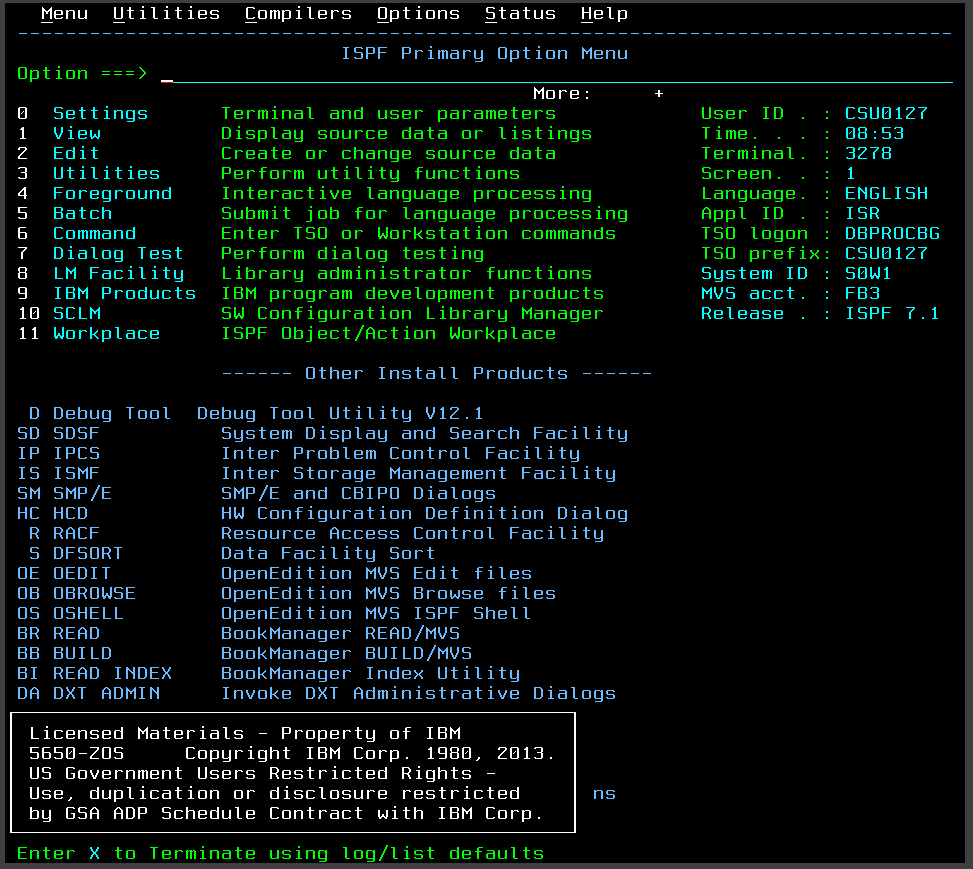 Menu Utilities Compilers Options Status Help
ISPF Primary Option Menu
Option ===>
More: +
0 Settings Terminal and user parameters User ID . : CSU0127
1 View Display source data or listings Time. . . : 08:53
2 Edit Create or change source data Terminal. : 3278
3 Utilities Perform utility functions Screen. . : 1
4 Foreground Interactive language processing Language. : ENGLISH
5 Batch Submit job for language processing Appl ID . : ISR
6 Command Enter TSO or Workstation commands TSO logon : DBPROCBG
7 Dialog Test Perform dialog testing TSO prefix: CSU0127
8 LM Facility Library administrator functions System ID : S0W1
9 IBM Products IBM program development products MVS acct. : FB3
10 SCLM SW Configuration Library Manager Release . : ISPF 7.1
11 Workplace ISPF Object/Action Workplace
------ Other Install Products ------
D Debug Tool Debug Tool Utility V12.1
SD SDSF System Display and Search Facility
IP IPCS Inter Problem Control Facility
IS ISMF Inter Storage Management Facility
SM SMP/E SMP/E and CBIPO Dialogs
HC HCD HW Configuration Definition Dialog
R RACF Resource Access Control Facility
S DFSORT Data Facility Sort
OE OEDIT OpenEdition MVS Edit files
OB OBROWSE OpenEdition MVS Browse files
OS OSHELL OpenEdition MVS ISPF Shell
BR READ BookManager READ/MVS
BB BUILD BookManager BUILD/MVS
BI READ INDEX BookManager Index Utility
DA DXT ADMIN Invoke DXT Administrative Dialogs
Licensed Materials - Property of IBM
5650-ZOS Copyright IBM Corp. 1980, 2013.
US Government Users Restricted Rights -
Use, duplication or disclosure restricted ns
by GSA ADP Schedule Contract with IBM Corp.
Enter X to Terminate using log/list defaults